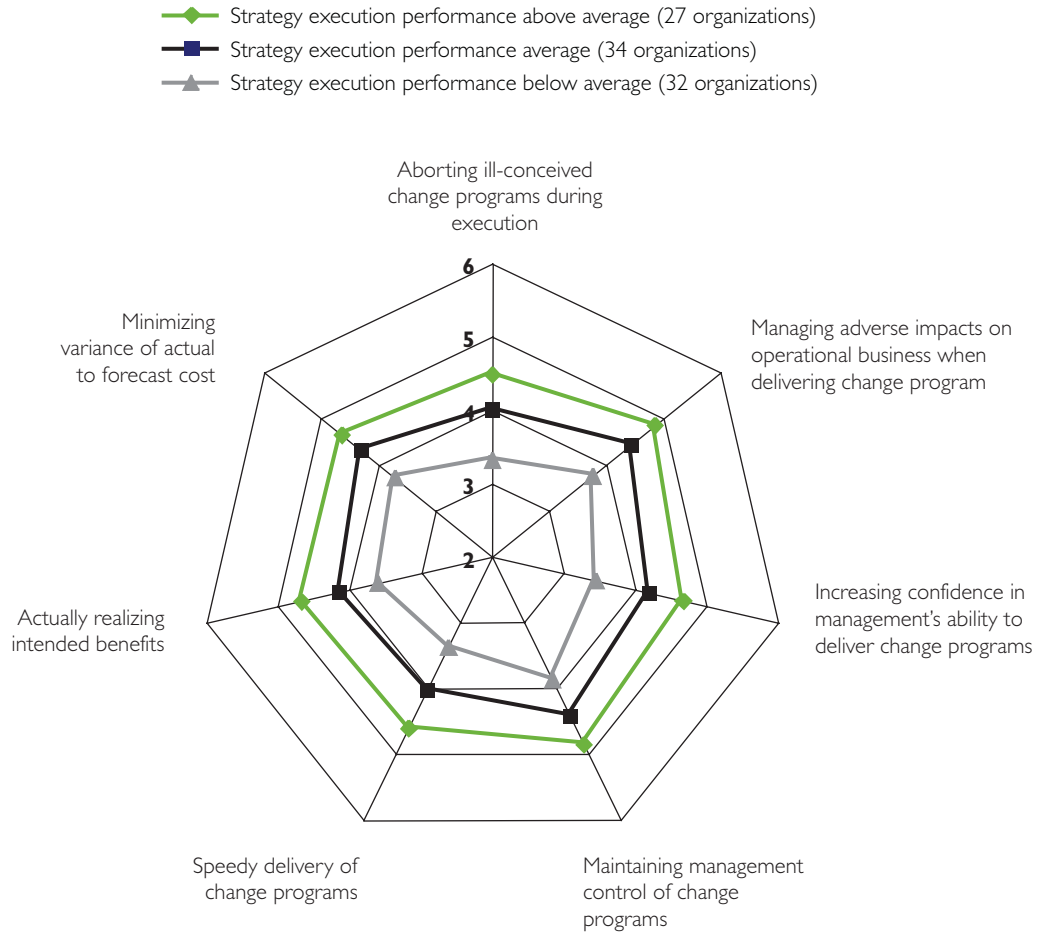 Strategy execution performance above average (27 organizations)
Strategy execution performance average (34 organizations)
Strategy execution performance below average (32 organizations)
Aborting ill-conceived
change programs during
execution
6
5
4
3
2
Minimizing
variance of actual
to forecast cost
Managing adverse impacts on
operational business when
delivering change program
Actually realizing
intended benefits
Increasing confidence in
management’s ability to
deliver change programs
Speedy delivery of
change programs
Maintaining management
control of change
programs